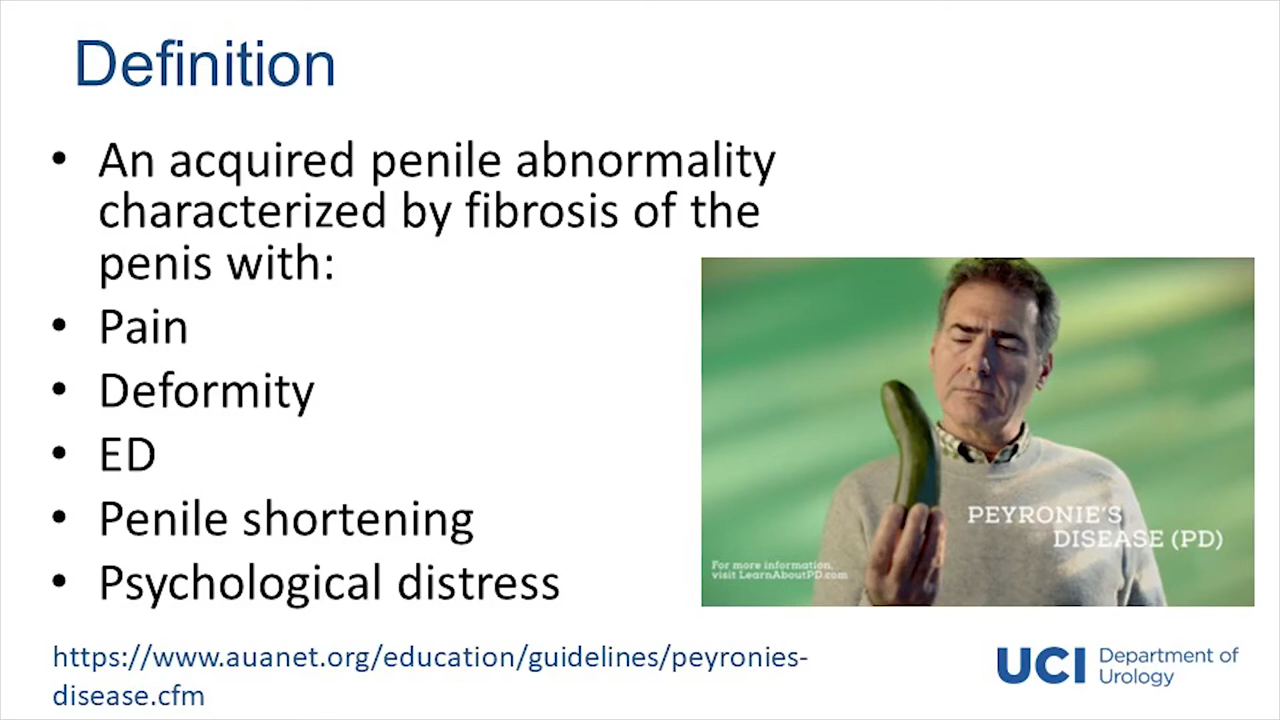 Definition
• An acquired penile abnormality
characterized by fibrosis of the
penis with:
• Pain
• Deformity
• ED
• Penile shortening
• Psychological distress
PEYRONIE'S
DISEASE (PD)
For more information,
visit LearnAboutPD.com
https://www.auanet.org/education/guidelines/peyronies-
disease.cfm
UCI Department of
Urology